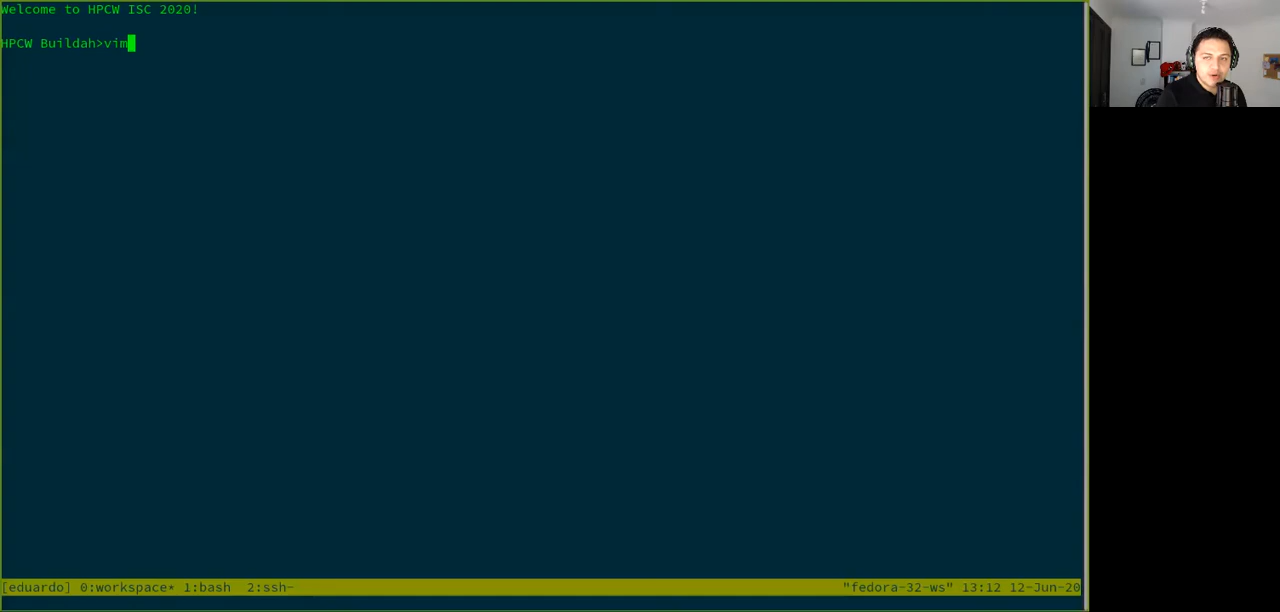 Welcome to HPCW ISC 2020!
HPCW Buildah>vim
[eduardo] 0:workspace* 1:bash  2:ssh- "fedora-32-ws" 13:12 12-Jun-20